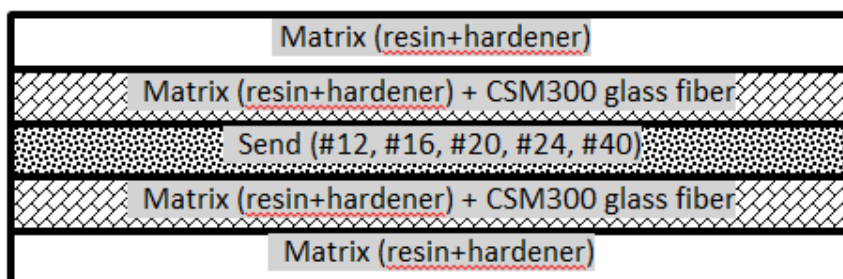 Matrix (resin+hardener)
Matrix (resin+hardener) + CSM300 glass fiber
Send (#12, #16, #20, #24, #40)
Matrix (resin+hardener) + CSM300 glass fiber
Matrix (resin+hardener)